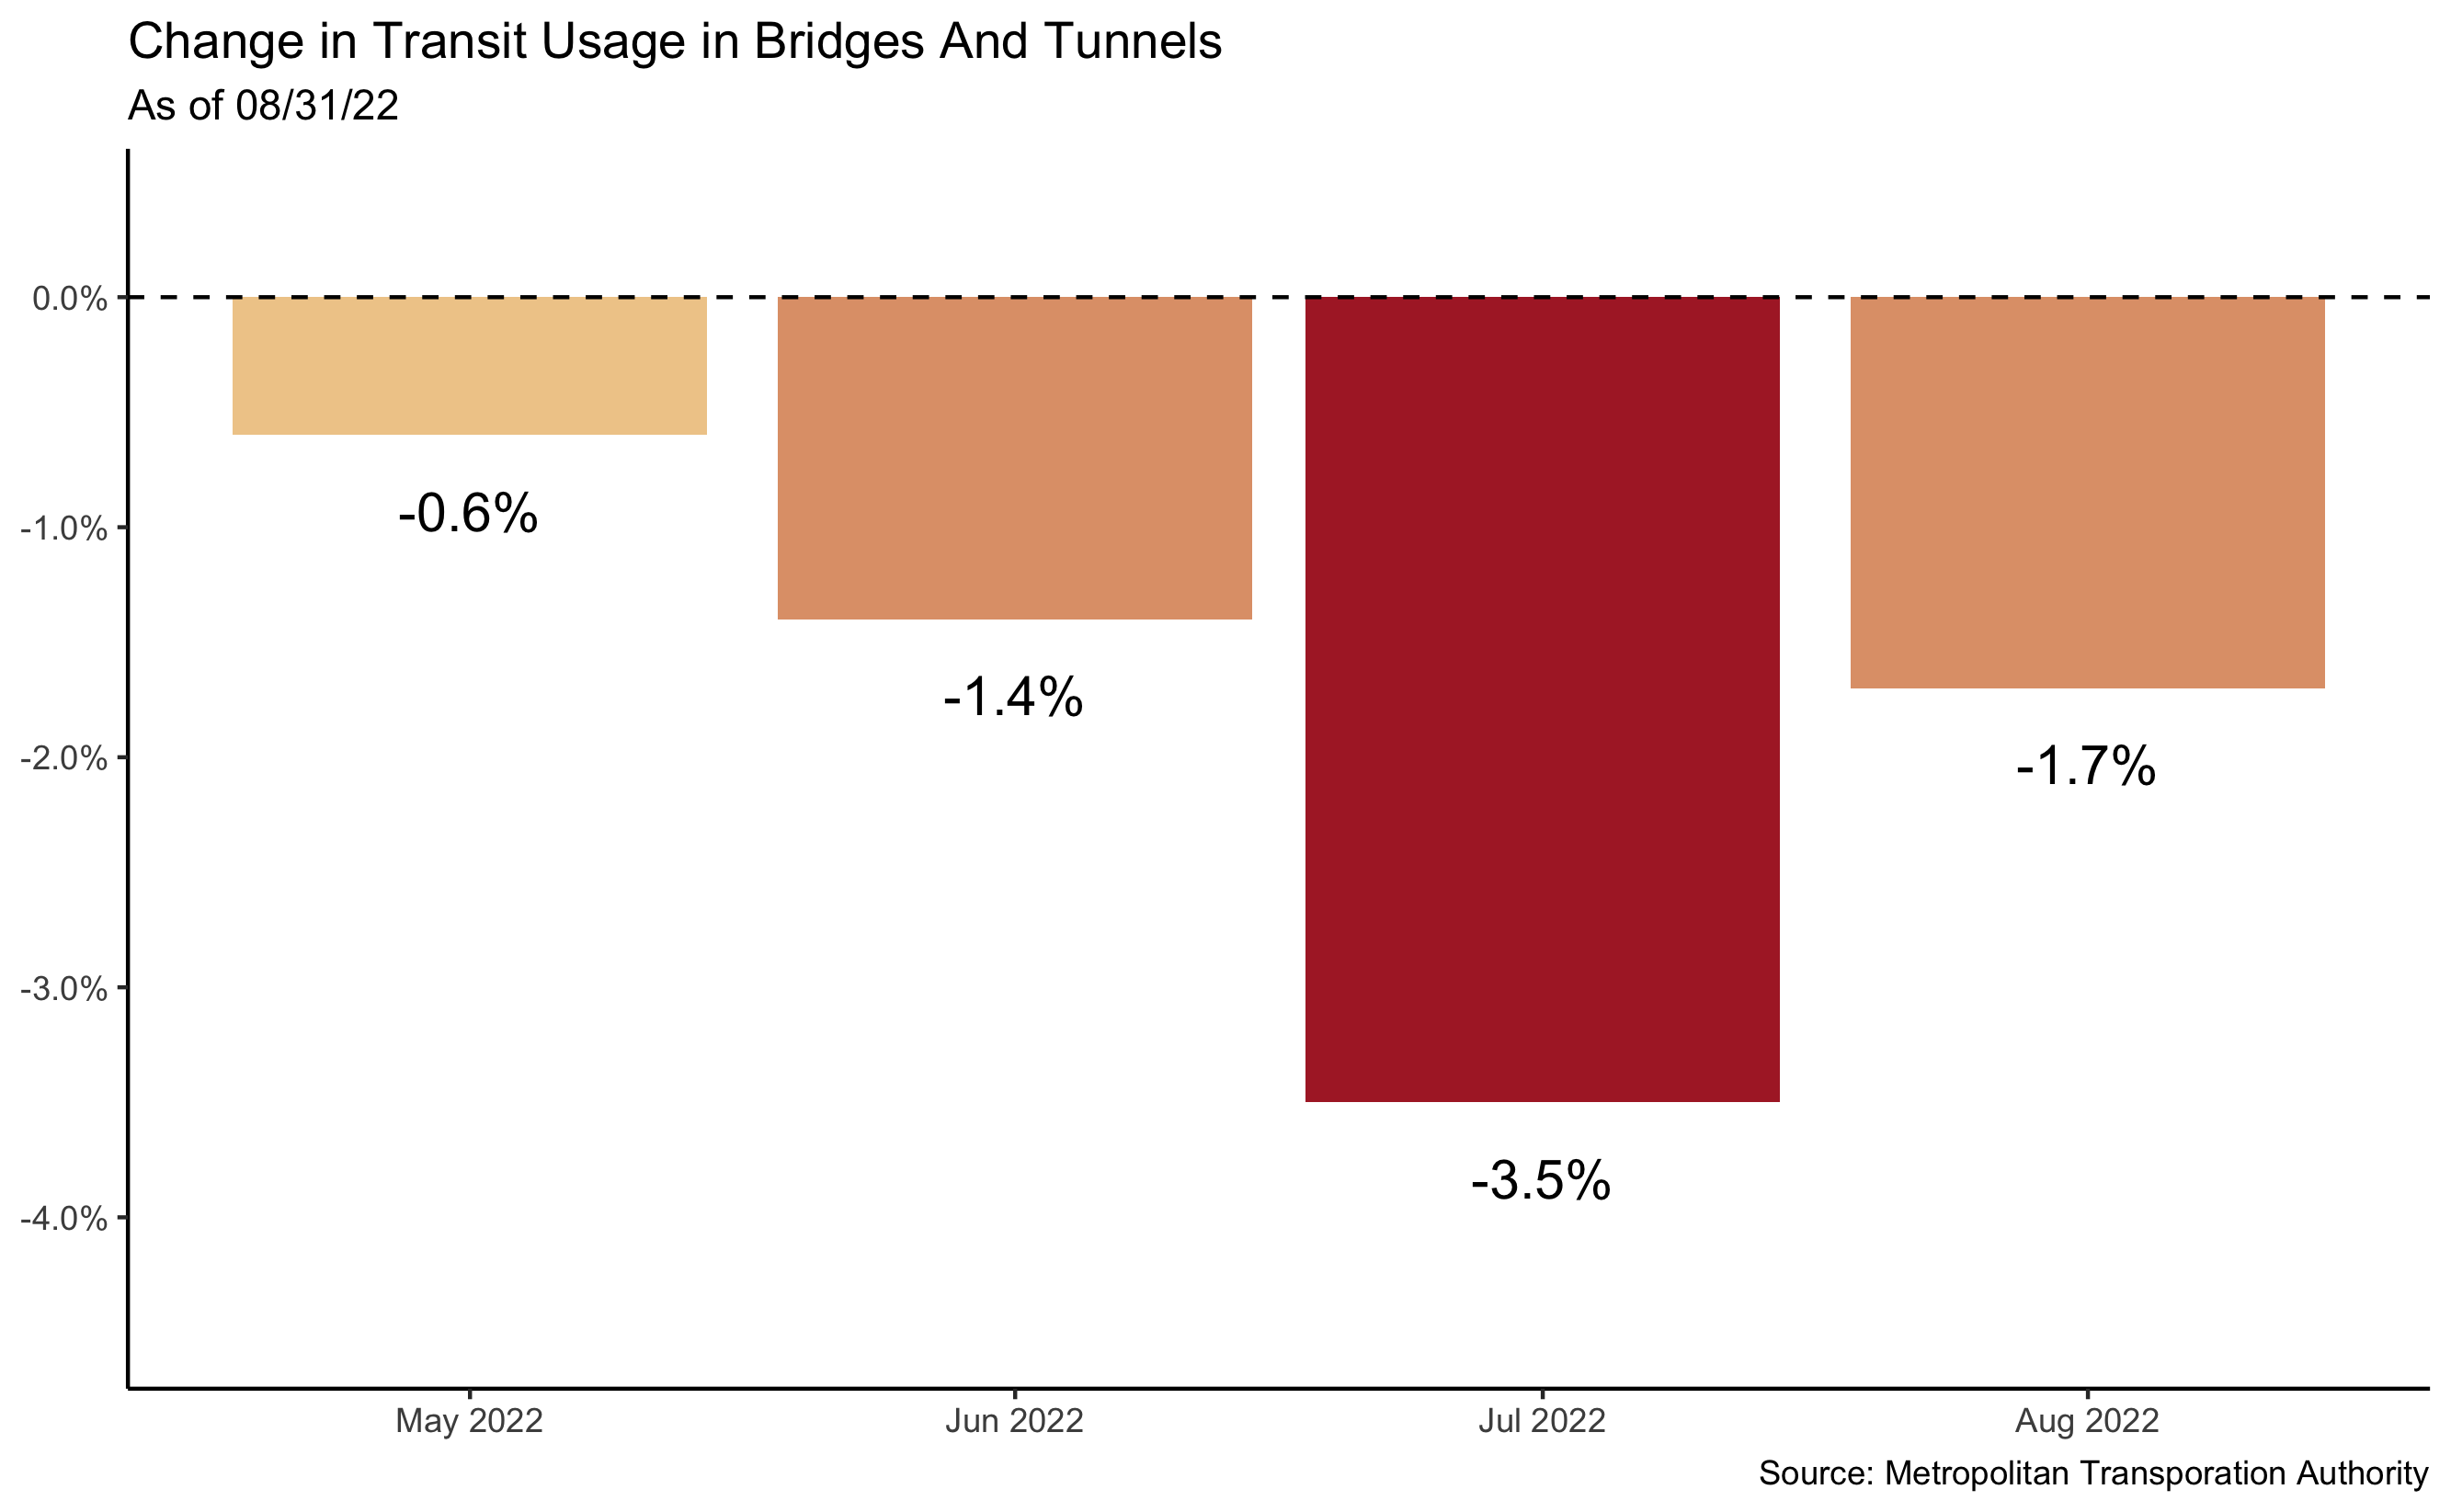 Change in Transit Usage in Bridges And Tunnels
As of 08/31/22
0.0%
-1.0%
-2.0%
-3.0%
-4.0%
-0.6%
-1.4%
-3.5%
-1.7%
May 2022
Jun 2022
Jul 2022
Aug 2022
Source: Metropolitan Transporation Authority